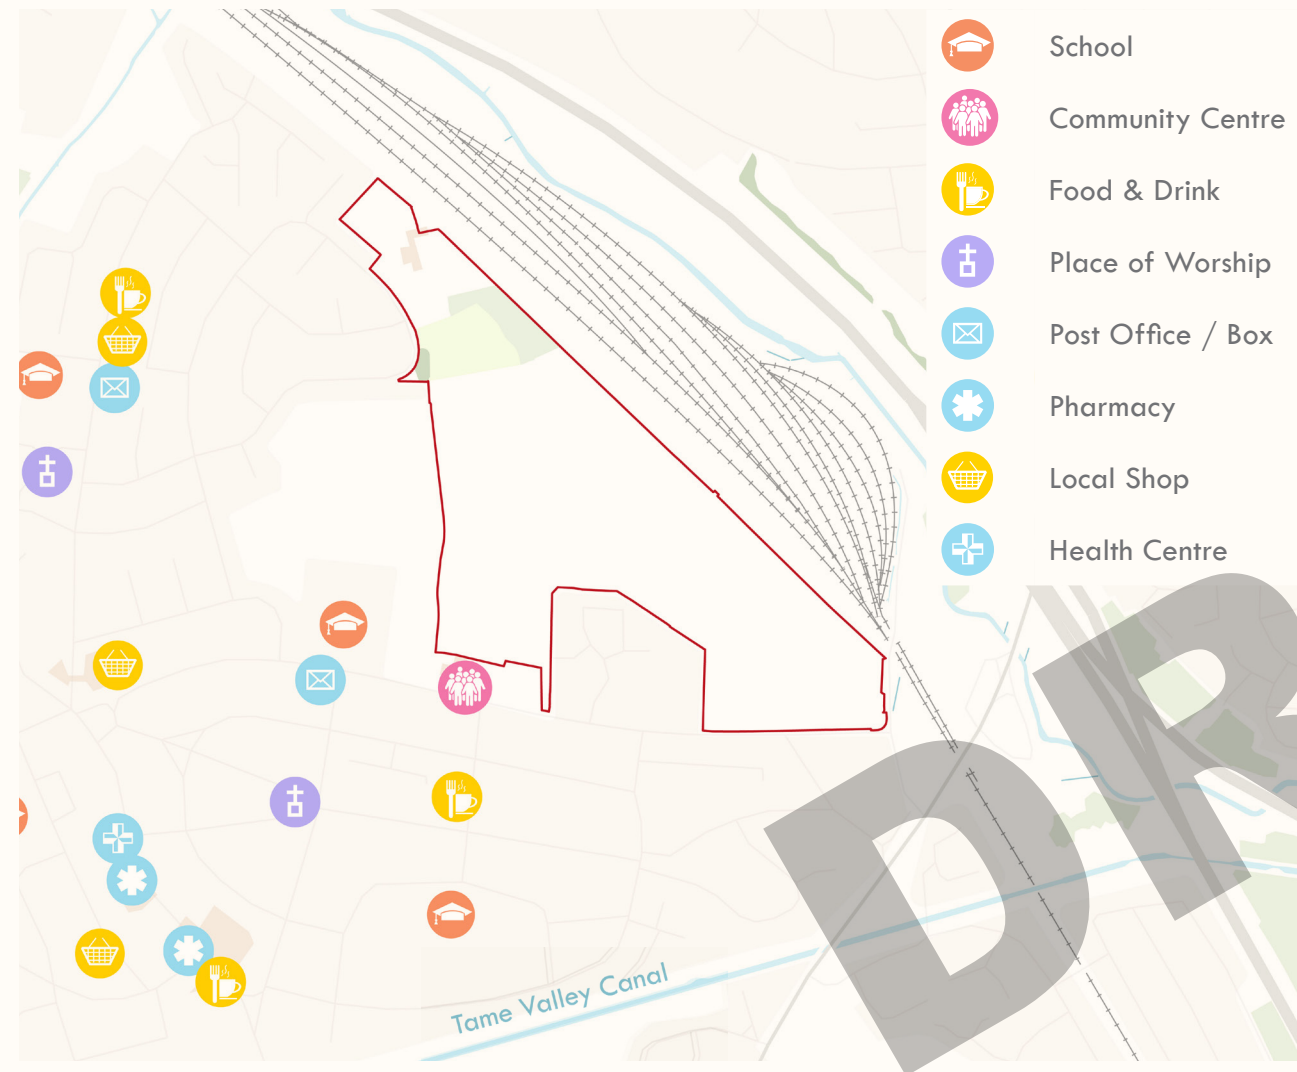 School
Community Centre
Food & Drink
Place of Worship
Post Office / Box
Pharmacy
Local Shop
Health Centre
Tame Valley Canal
DR